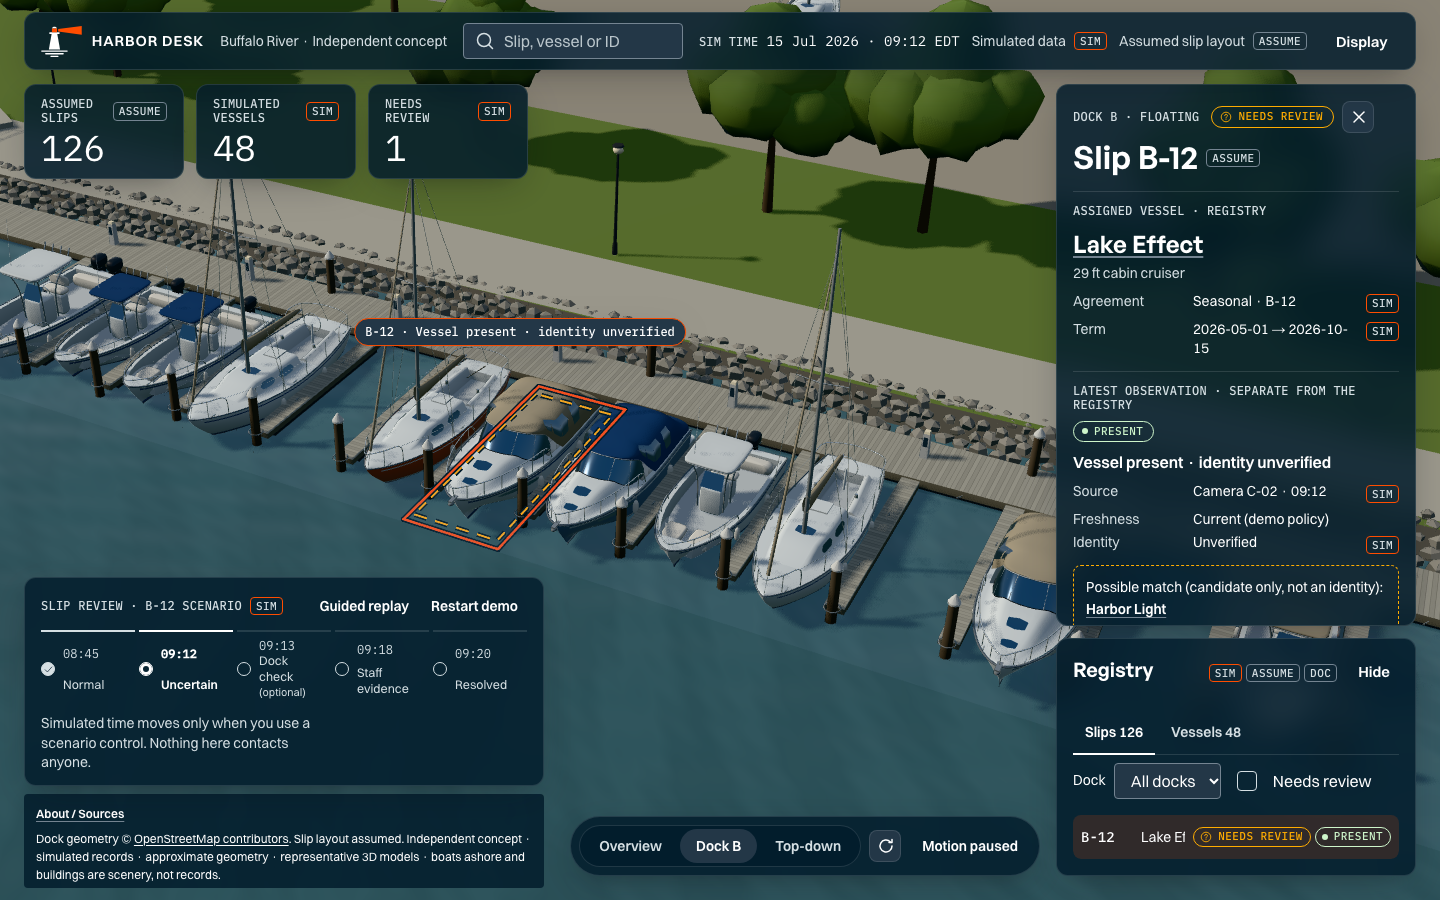 HARBOR DESK
Buffalo River · Independent concept
Slip, vessel or ID
SIM TIME 15 Jul 2026 · 09:12 EDT
Simulated data SIM
Assumed slip layout ASSUME
Display
ASSUMED SLIPS ASSUME
126
SIMULATED VESSELS SIM
48
NEEDS REVIEW SIM
1
B-12 · Vessel present · identity unverified
DOCK B · FLOATING NEEDS REVIEW
Slip B-12 ASSUME
ASSIGNED VESSEL · REGISTRY
Lake Effect
29 ft cabin cruiser
Agreement Seasonal · B-12 SIM
Term 2026-05-01 → 2026-10-
15 SIM
LATEST OBSERVATION · SEPARATE FROM THE
REGISTRY
PRESENT
Vessel present · identity unverified
Source Camera C-02 · 09:12 SIM
Freshness Current (demo policy)
Identity Unverified SIM
Possible match (candidate only, not an identity):
Harbor Light
SLIP REVIEW · B-12 SCENARIO SIM
Guided replay
Restart demo
08:45
Normal
09:12
Uncertain
09:13
Dock
check
(optional)
09:18
Staff
evidence
09:20
Resolved
Simulated time moves only when you use a
scenario control. Nothing here contacts
anyone.
About / Sources
Dock geometry © OpenStreetMap contributors. Slip layout assumed. Independent concept ·
simulated records · approximate geometry · representative 3D models · boats ashore and
buildings are scenery, not records.
Overview Dock B Top-down
Motion paused
Registry SIM ASSUME DOC Hide
Slips 126 Vessels 48
Dock All docks Needs review
B-12 Lake Ef NEEDS REVIEW PRESENT